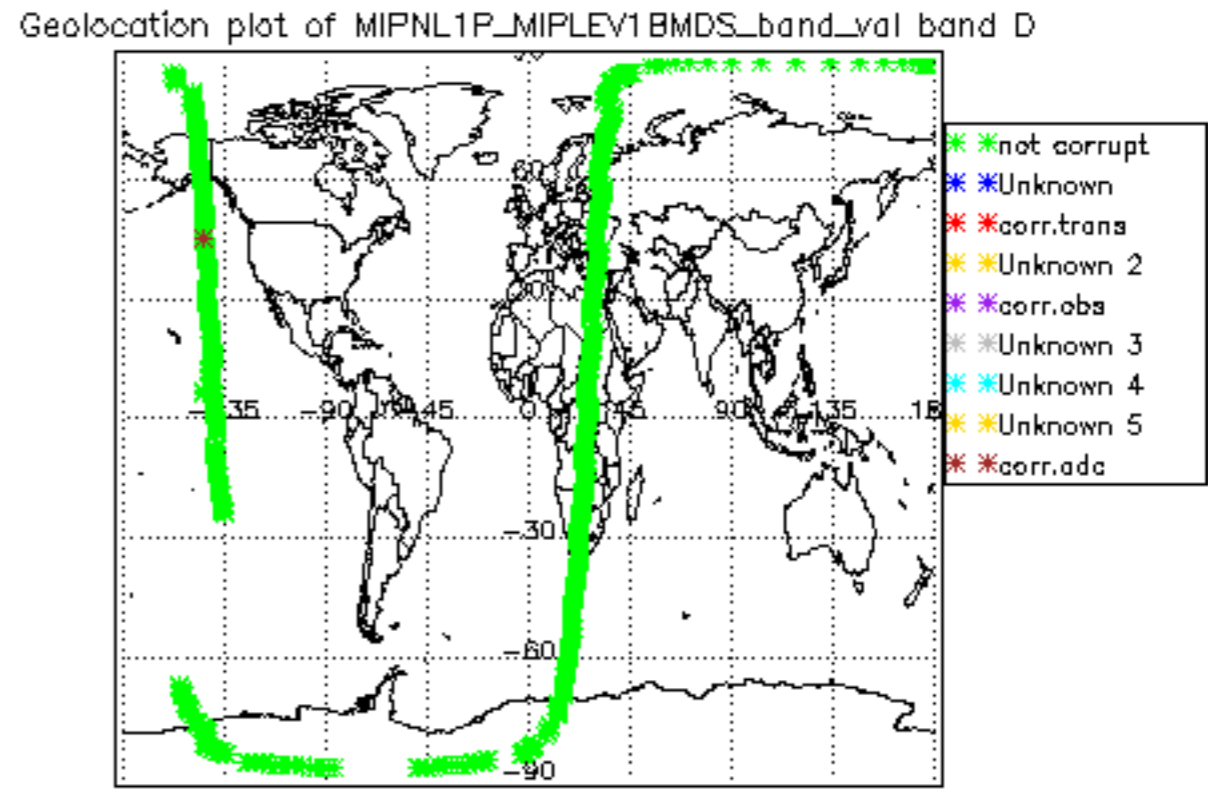 Geolocation plot of MIPNL1P_MIPLEV1BMDS_band_val band D
not corrupt
Unknown
corr.trans
Unknown 2
corr.obs
Unknown 3
Unknown 4
Unknown 5
corr.adc
60
-90
-45
0
45
90
135
-30
-60
-90